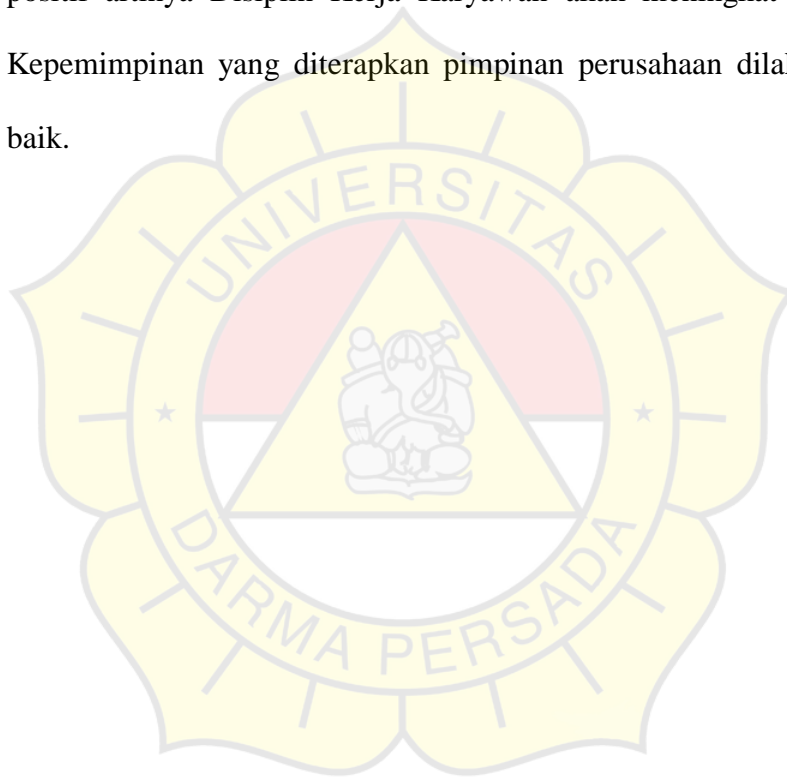 positif artinya Disiplin Kerja Karyawan akan meningkat
Kepemimpinan yang diterapkan pimpinan perusahaan
baik.
UNIVERSITAS
DARMA PERSADA